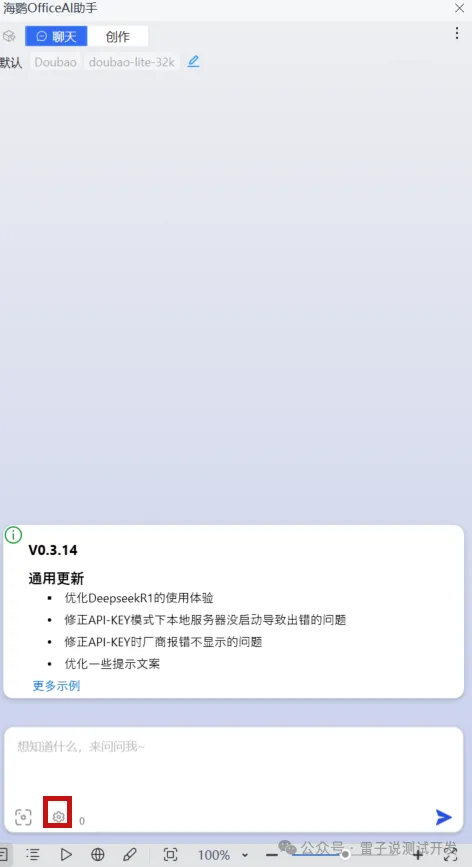 海鹦OfficeAI助手
聊天 创作
默认 Doubao doubao-lite-32k
V0.3.14
通用更新
优化DeepseekR1的使用体验
修正API-KEY模式下本地服务器没启动导致出错的问题
修正API-KEY时厂商报错不显示的问题
优化一些提示文案
更多示例
想知道什么，来问问我~
0
100%
公众号 · 雷子说测试开发